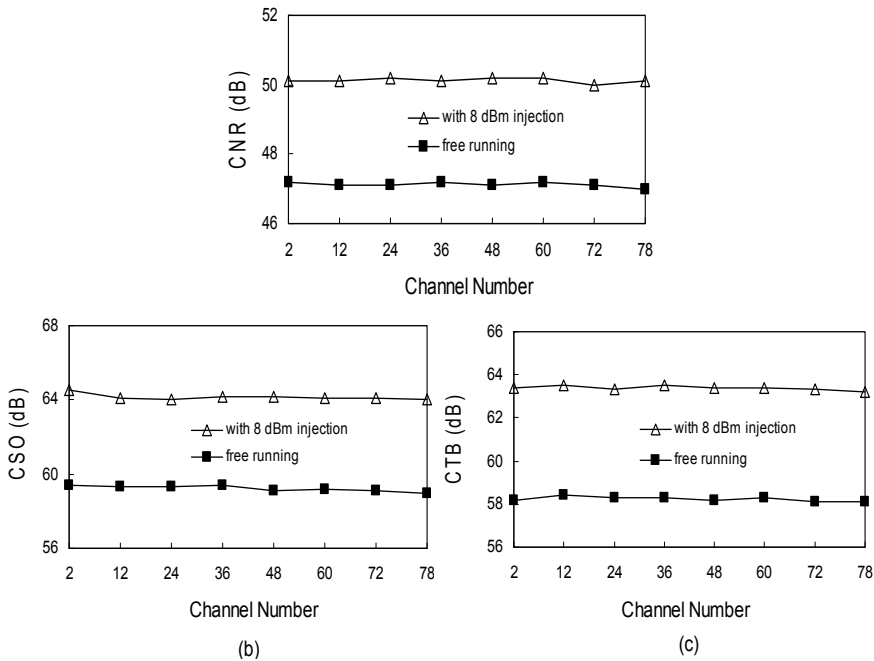 52
50
48
46
CNR (dB)
with 8 dBm injection
free running
2 12 24 36 48 60 72 78
Channel Number
68
64
60
56
CSO (dB)
with 8 dBm injection
free running
2 12 24 36 48 60 72 78
Channel Number
(b)
66
64
62
60
58
56
CTB (dB)
with 8 dBm injection
free running
2 12 24 36 48 60 72 78
Channel Number
(c)